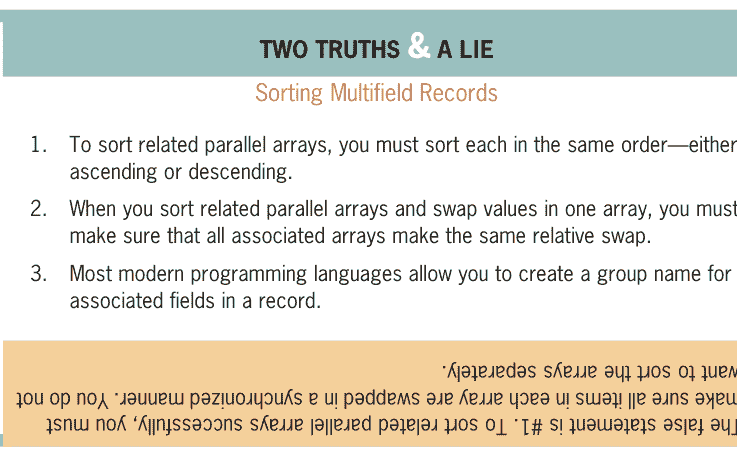 TWO TRUTHS & A LIE
Sorting Multifield Records
1. To sort related parallel arrays, you must sort each in the same order—either
ascending or descending.
2. When you sort related parallel arrays and swap values in one array, you must
make sure that all associated arrays make the same relative swap.
3. Most modern programming languages allow you to create a group name for
associated fields in a record.
The false statement is #1. To sort related parallel arrays successfully, you must
make sure all items in each array are swapped in a synchronized manner. You do not
want to sort the arrays separately.